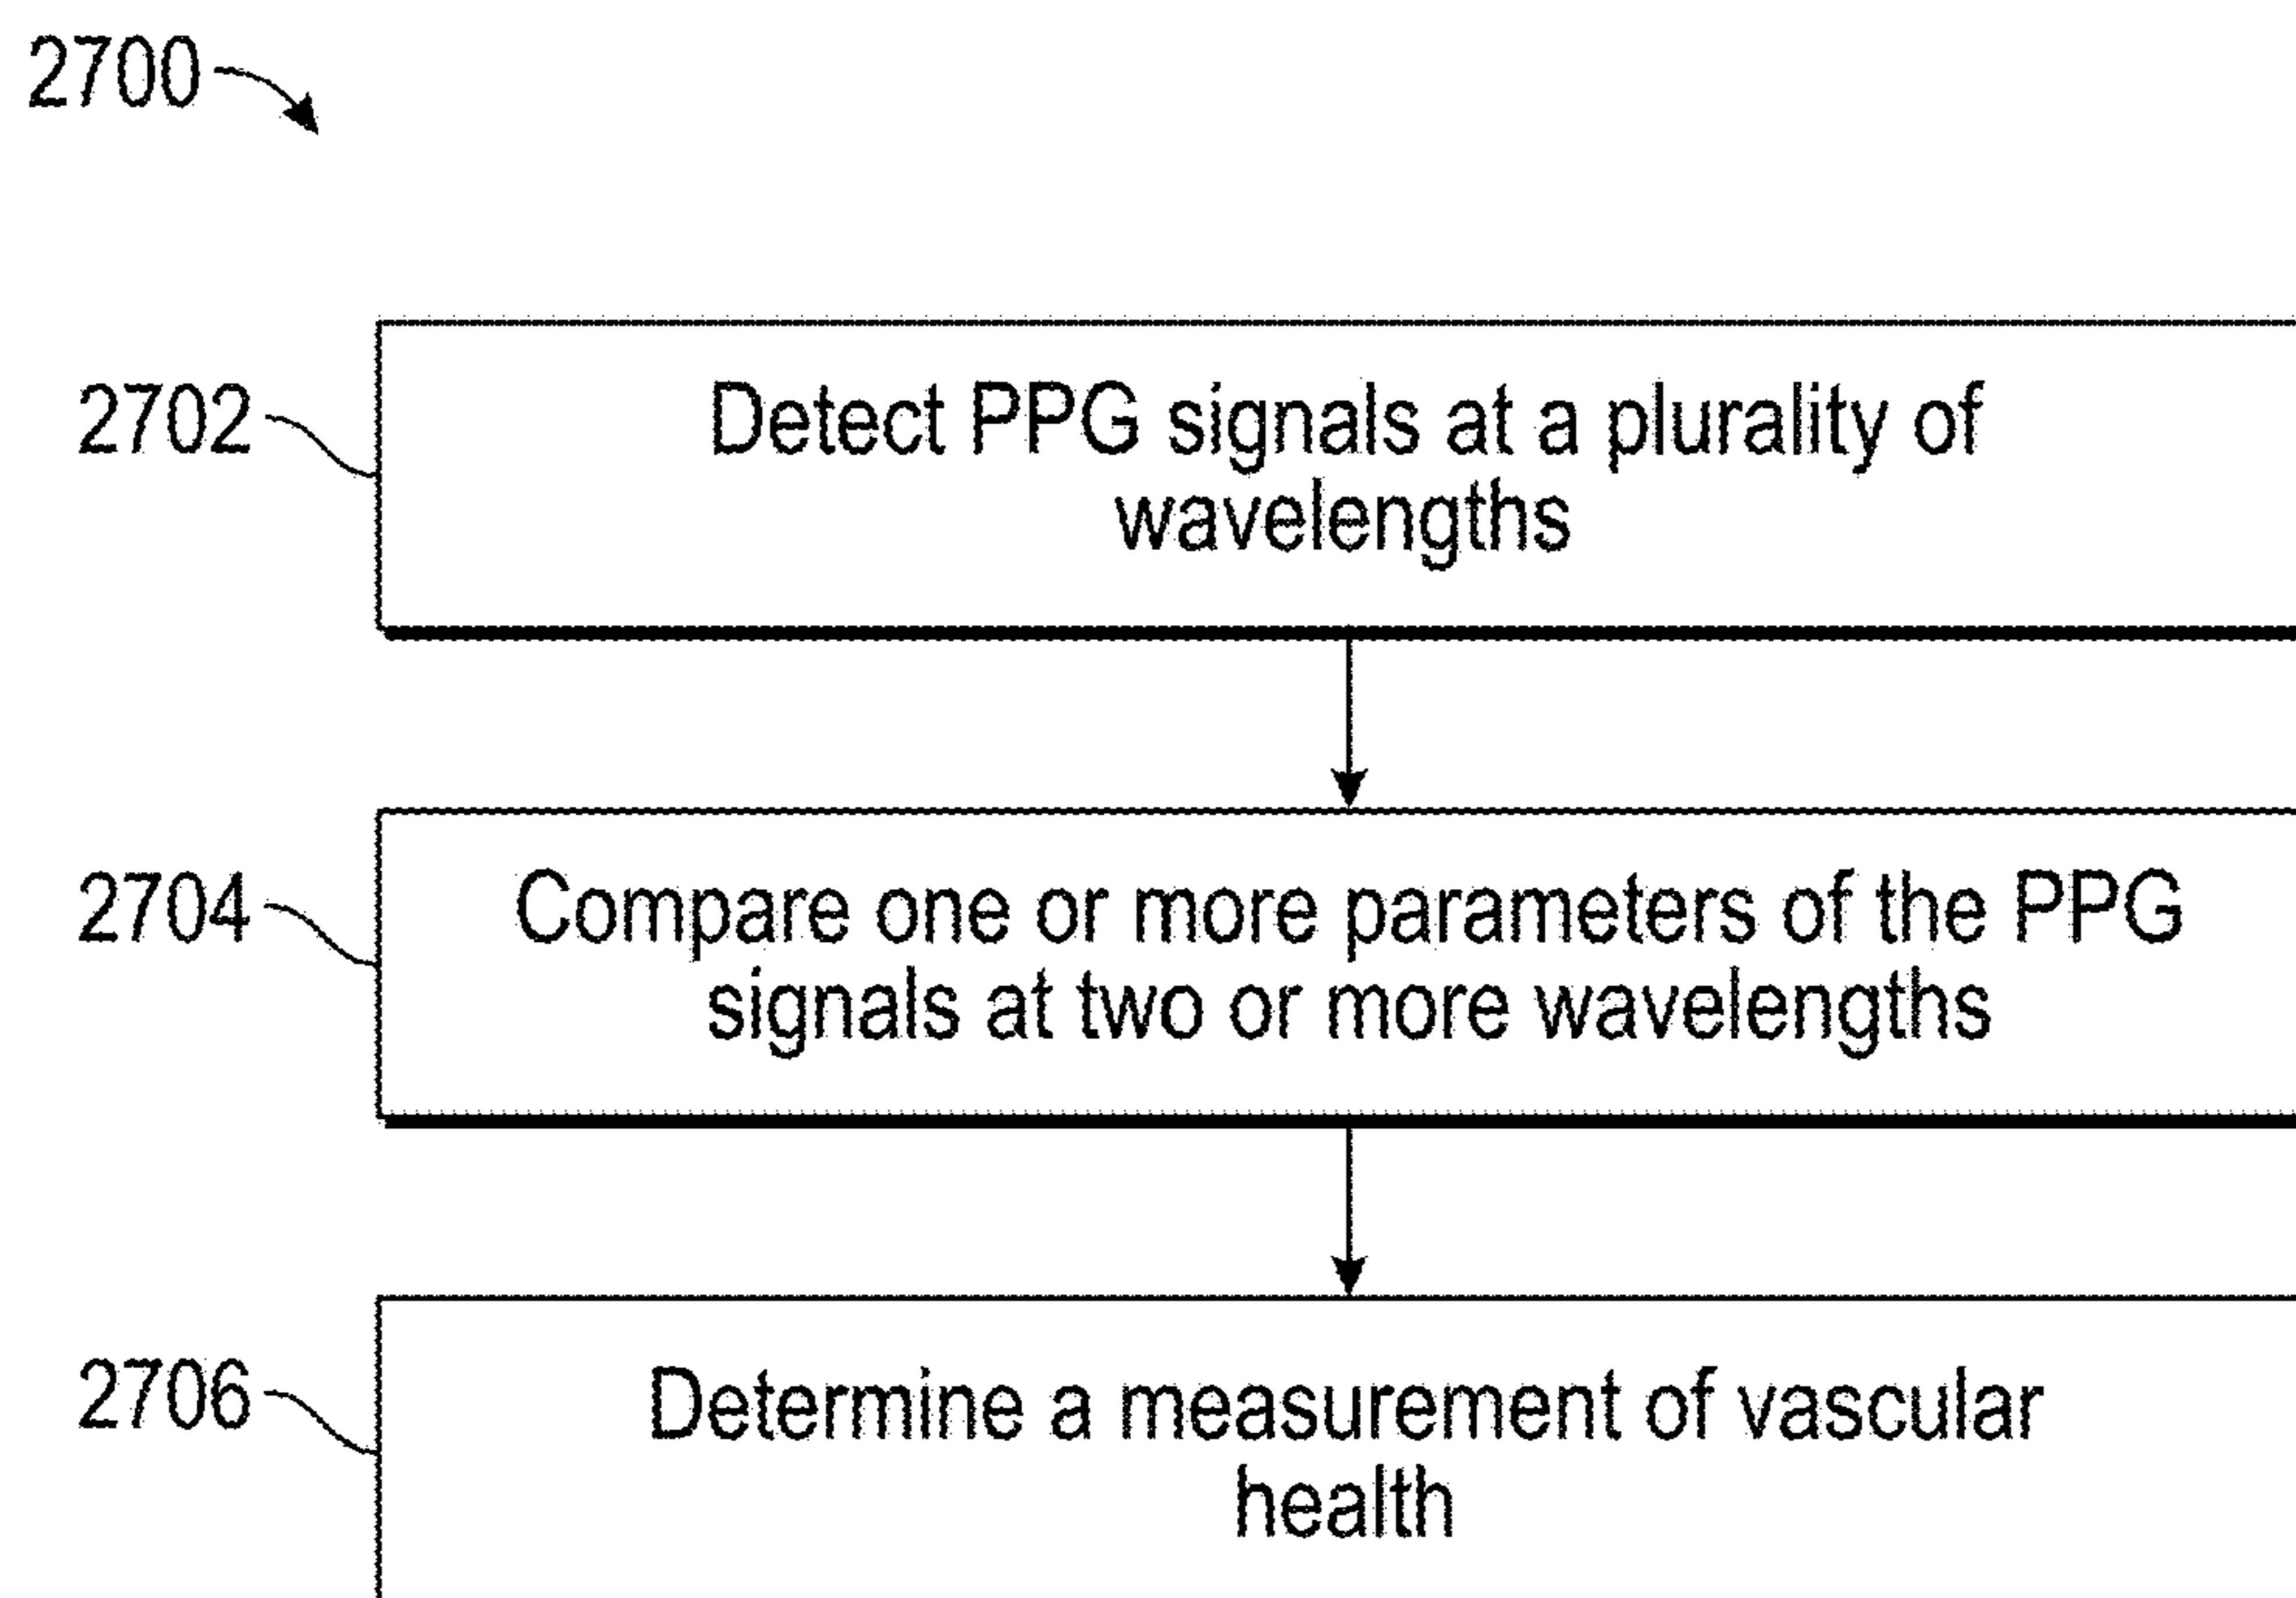 2700
2702
Detect PPG signals at a plurality of
wavelengths
2704
Compare one or more parameters of the PPG
signals at two or more wavelengths
2706
Determine a measurement of vascular
health